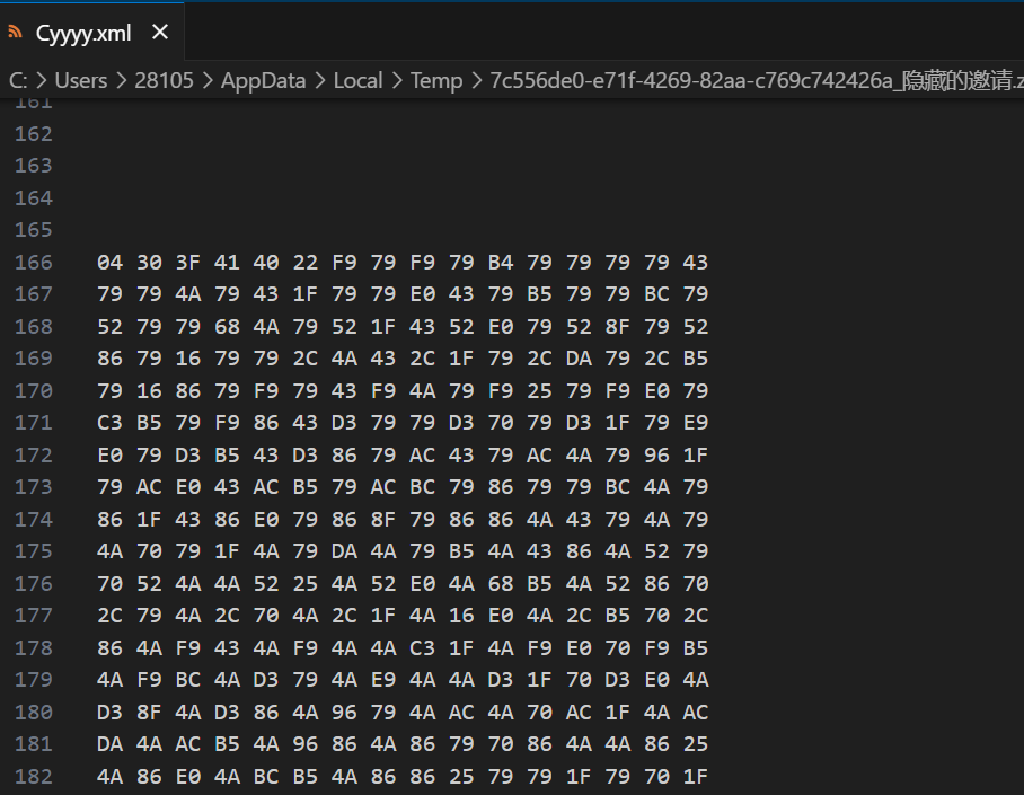 Cyyyy.xml
C: > Users > 28105 > AppData > Local > Temp > 7c556de0-e71f-4269-82aa-c769c742426a_隐藏的邀请.z
161
162
163
164
165
166 04 30 3F 41 40 22 F9 79 F9 79 B4 79 79 79 79 43
167 79 79 4A 79 43 1F 79 79 E0 43 79 B5 79 79 BC 79
168 52 79 79 68 4A 79 52 1F 43 52 E0 79 52 8F 79 52
169 86 79 16 79 79 2C 4A 43 2C 1F 79 2C DA 79 2C B5
170 79 16 86 79 F9 79 43 F9 4A 79 F9 25 79 F9 E0 79
171 C3 B5 79 F9 86 43 D3 79 79 D3 70 79 D3 1F 79 E9
172 E0 79 D3 B5 43 D3 86 79 AC 43 79 AC 4A 79 96 1F
173 79 AC E0 43 AC B5 79 AC BC 79 86 79 79 BC 4A 79
174 86 1F 43 86 E0 79 86 8F 79 86 86 4A 43 79 4A 79
175 4A 70 79 1F 4A 79 DA 4A 79 B5 4A 43 86 4A 52 79
176 70 52 4A 4A 52 25 4A 52 E0 4A 68 B5 4A 52 86 70
177 2C 79 4A 2C 70 4A 2C 1F 4A 16 E0 4A 2C B5 70 2C
178 86 4A F9 43 4A F9 4A 4A C3 1F 4A F9 E0 70 F9 B5
179 4A F9 BC 4A D3 79 4A E9 4A 4A D3 1F 70 D3 E0 4A
180 D3 8F 4A D3 86 4A 96 79 4A AC 4A 70 AC 1F 4A AC
181 DA 4A AC B5 4A 96 86 4A 86 79 70 86 4A 4A 86 25
182 4A 86 E0 4A BC B5 4A 86 86 25 79 79 1F 79 70 1F